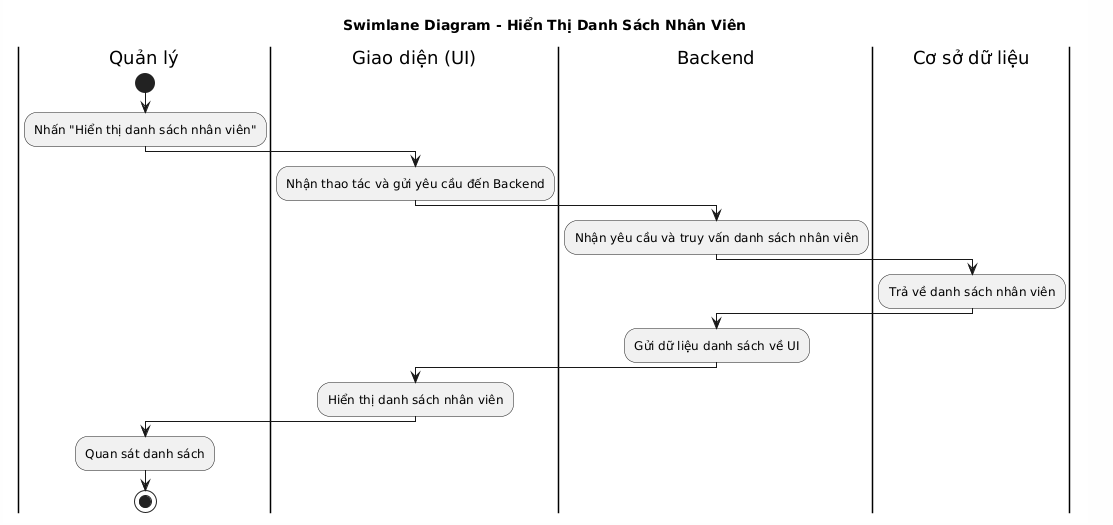 Swimlane Diagram - Hiển Thị Danh Sách Nhân Viên
Quản lý
Giao diện (UI)
Backend
Cơ sở dữ liệu
Nhấn "Hiển thị danh sách nhân viên"
Nhận thao tác và gửi yêu cầu đến Backend
Nhận yêu cầu và truy vấn danh sách nhân viên
Trả về danh sách nhân viên
Gửi dữ liệu danh sách về UI
Hiển thị danh sách nhân viên
Quan sát danh sách